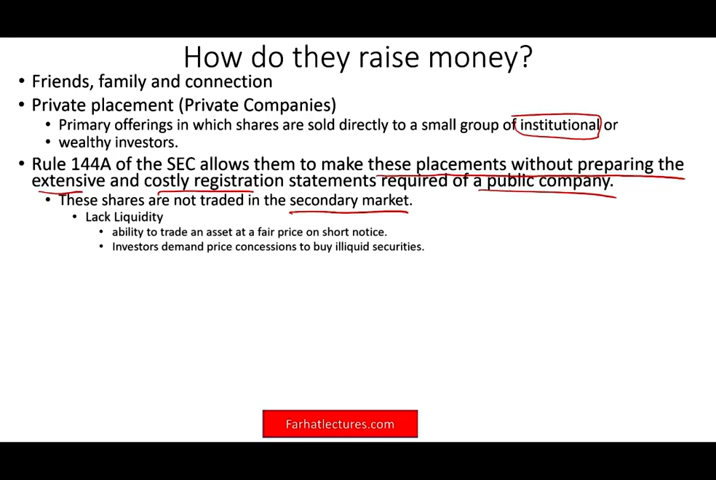 How do they raise money?
• Friends, family and connection
• Private placement (Private Companies)
• Primary offerings in which shares are sold directly to a small group of institutional or
• wealthy investors.
• Rule 144A of the SEC allows them to make these placements without preparing the
extensive and costly registration statements required of a public company.
• These shares are not traded in the secondary market.
• Lack Liquidity
• ability to trade an asset at a fair price on short notice.
• Investors demand price concessions to buy illiquid securities.
Farhatlectures.com